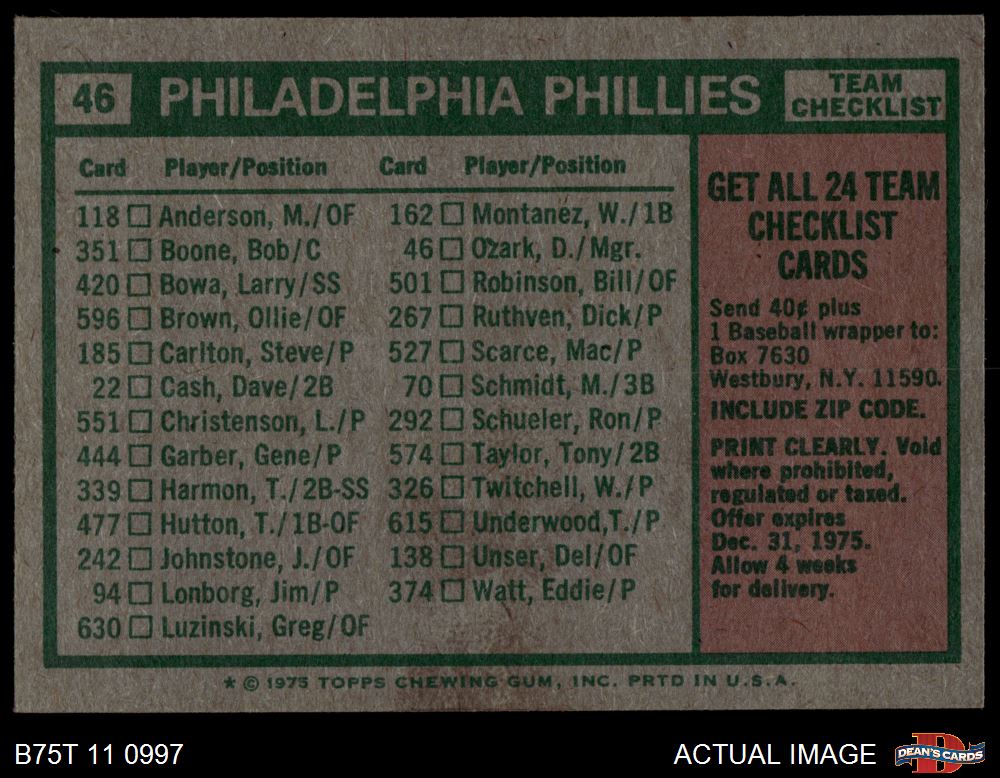 46 PHILADELPHIA PHILLIES TEAM CHECKLIST
Card Player/Position
118 Anderson, M./OF
351 Boone, Bob/C
420 Bowa, Larry/SS
596 Brown, Ollie/OF
185 Carlton, Steve/P
22 Cash, Dave/2B
551 Christenson, L./P
444 Garber, Gene/P
339 Harmon, T./2B-SS
477 Hutton, T./1B-OF
242 Johnstone, J./OF
94 Lonborg, Jim/P
630 Luzinski, Greg/OF
Card Player/Position
162 Montanez, W./1B
46 Ozark, D./Mgr.
501 Robinson, Bill/OF
267 Ruthven, Dick/P
527 Scarce, Mac/P
70 Schmidt, M./3B
292 Schueler, Ron/P
574 Taylor, Tony/2B
326 Twitchell, W./P
615 Underwood,T./P
138 Unser, Del/OF
374 Watt, Eddie/P
GET ALL 24 TEAM
CHECKLIST
CARDS
Send 40¢ plus
1 Baseball wrapper to:
Box 7630
Westbury, N.Y. 11590.
INCLUDE ZIP CODE.
PRINT CLEARLY. Void
where prohibited,
regulated or taxed.
Offer expires
Dec. 31, 1975.
Allow 4 weeks
for delivery.
* © 1975 TOPPS CHEWING GUM, INC. PRTD IN U.S.A.
B75T 11 0997
ACTUAL IMAGE
DEAN'S CARDS